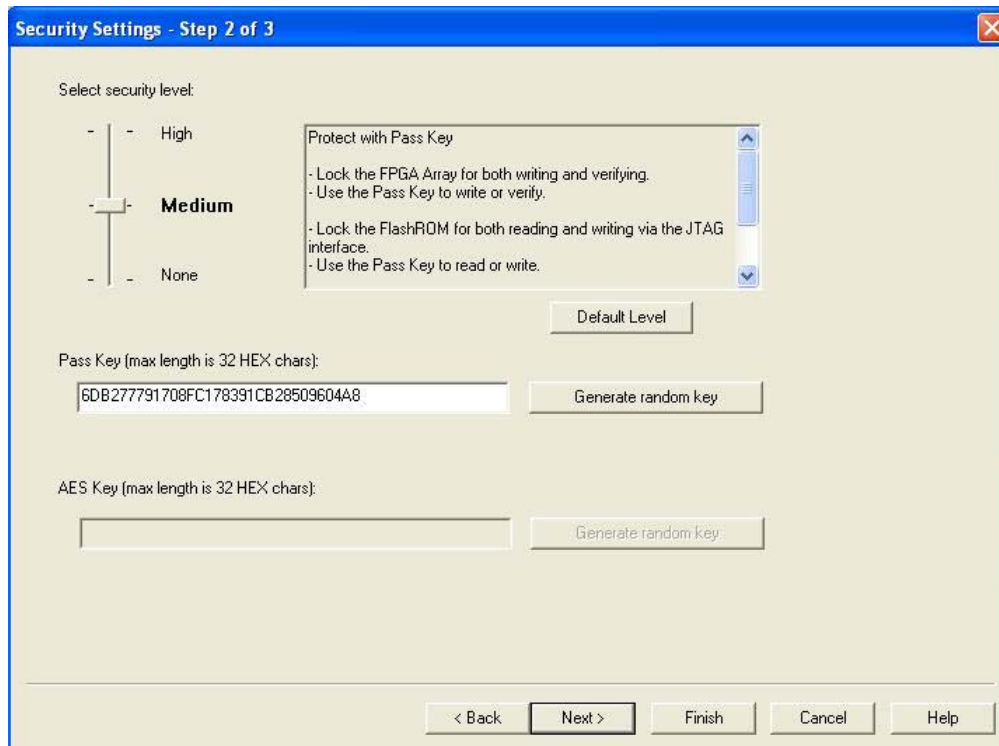 Security Settings - Step 2 of 3
Select security level:
High
Medium
None
Protect with Pass Key
- Lock the FPGA Array for both writing and verifying.
- Use the Pass Key to write or verify.
- Lock the FlashROM for both reading and writing via the JTAG
interface.
- Use the Pass Key to read or write.
Default Level
Pass Key (max length is 32 HEX chars):
6DB277791708FC178391CB28509604A8
Generate random key
AES Key (max length is 32 HEX chars):
Generate random key
< Back
Next >
Finish
Cancel
Help